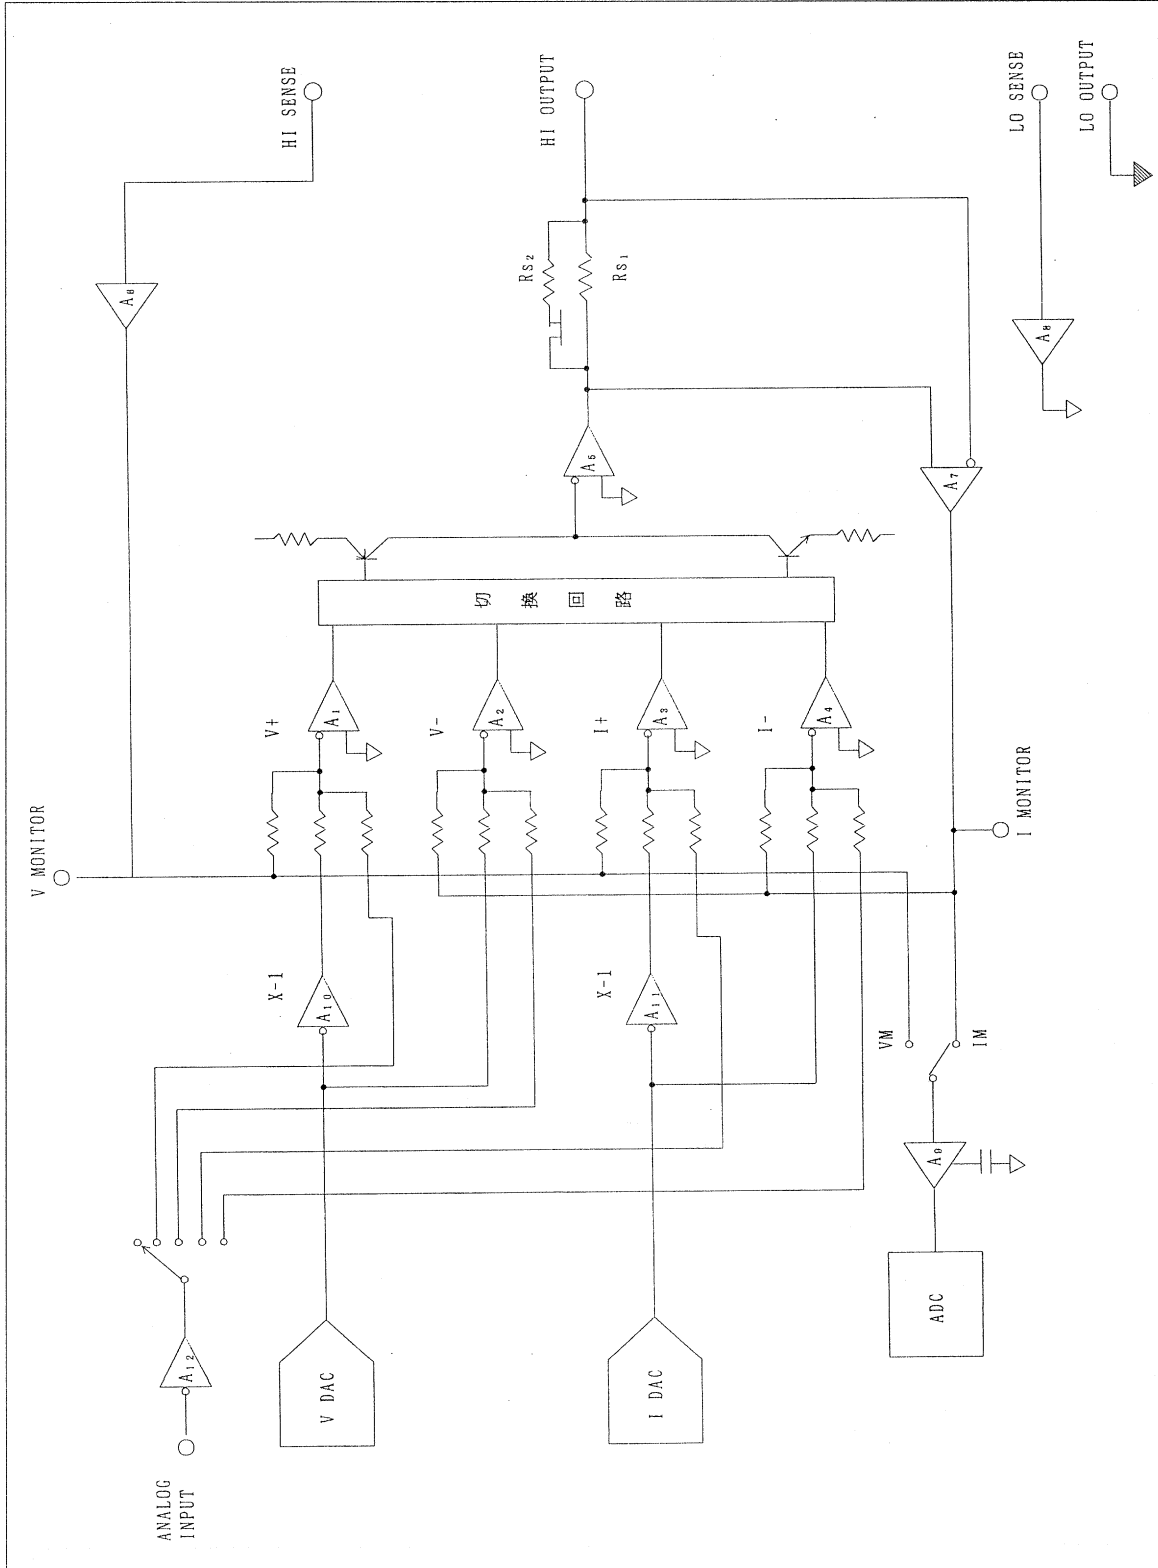 ANALOG
INPUT
A12
V DAC
I DAC
ADC
X-1
A10
X-1
A11
A9
VM
IM
V MONITOR
I MONITOR
V+
A1
V-
A2
I+
A3
I-
A4
切換回路
A5
A7
Rs2
Rs1
A8
HI SENSE
HI OUTPUT
LO SENSE
LO OUTPUT